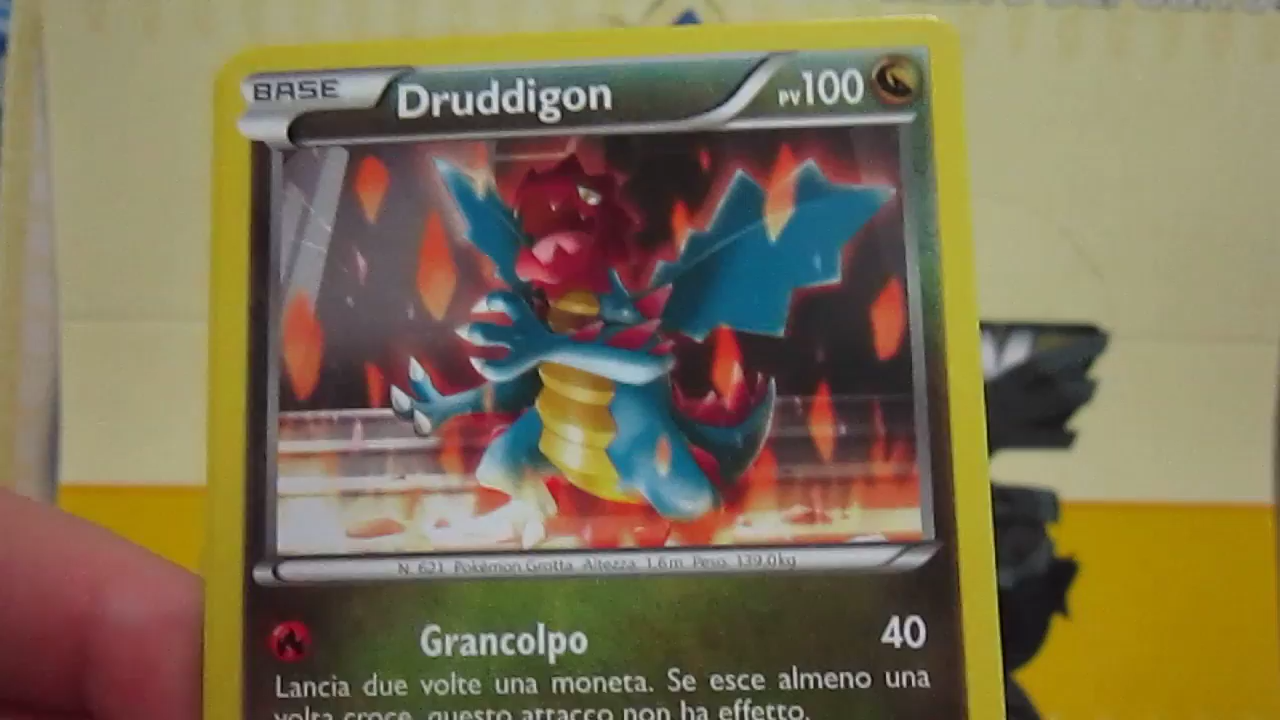 BASE Druddigon PV100
N. 621 Pokémon Grotta Altezza 1.6 m Peso: 139.0 kg
Grancolpo 40
Lancia due volte una moneta. Se esce almeno una
volta croce, questo attacco non ha effetto.